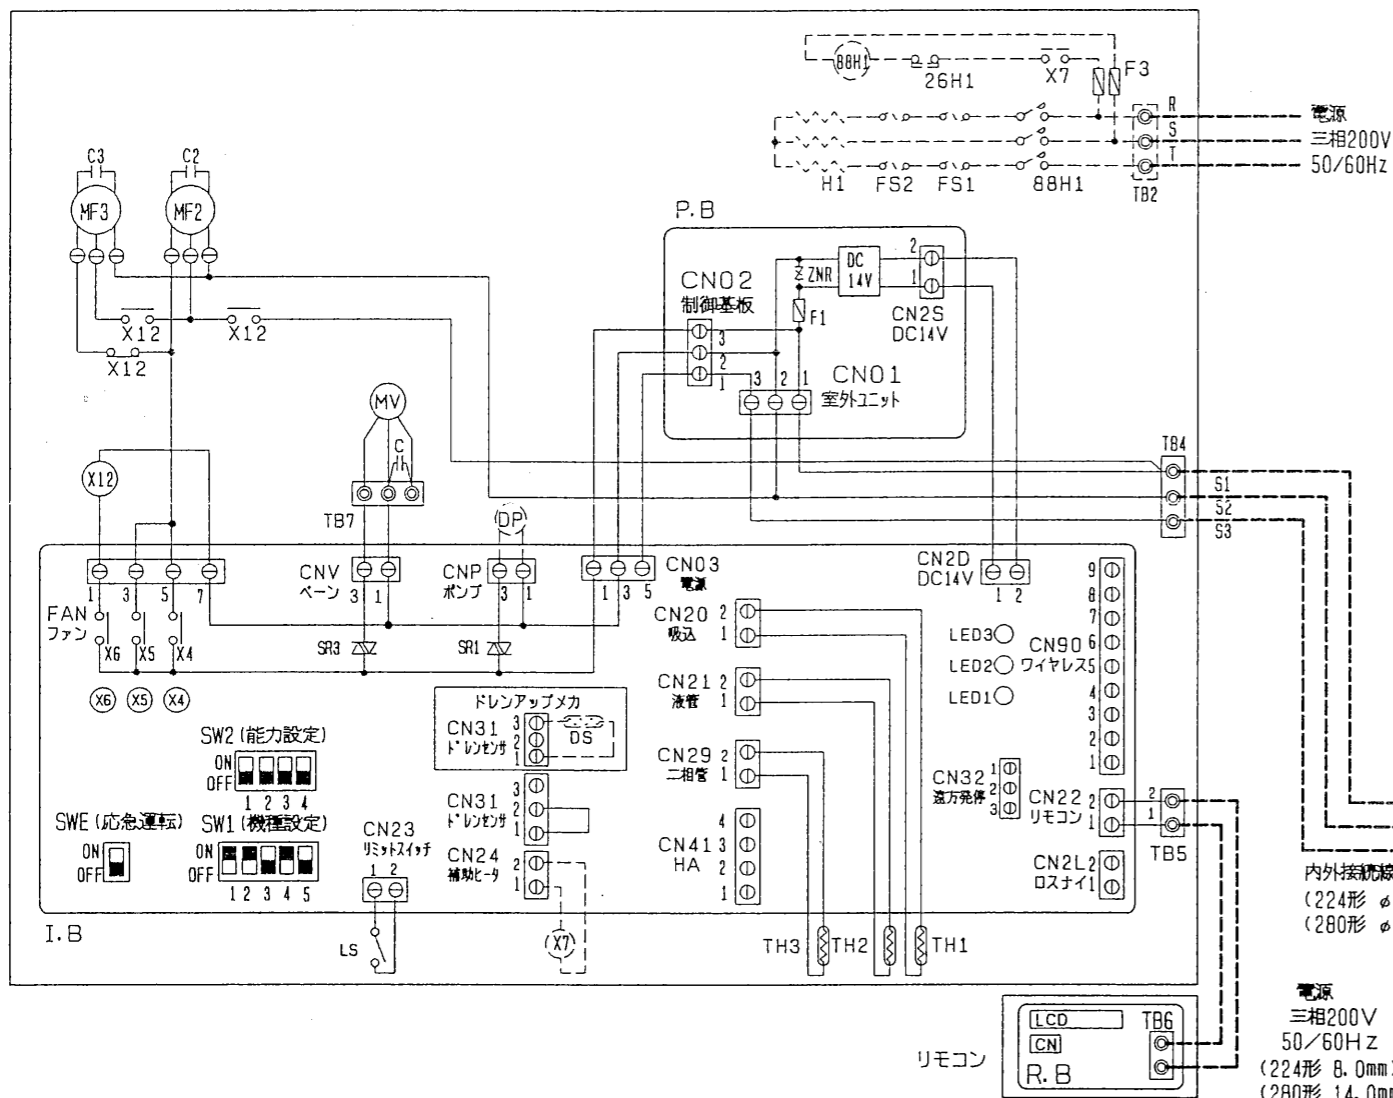 88H1
26H1
X7
F3
R
S
T
電源
三相200V
50/60Hz
H1
FS2
FS1
88H1
TB2
C3
C2
MF3
MF2
X12
X12
X12
P.B
CN02
制御基板
3
2
1
ZNR
F1
DC
14V
2
1
CN2S
DC14V
3
2
1
CN01
室外ユニット
MV
C
TB7
X12
DP
TB4
S1
S2
S3
1
3
5
7
FAN
ファン
X6
X5
X4
X6
X5
X4
CNV
ベーン
3
1
SR3
CNP
ポンプ
3
1
SR1
CN03
電源
1
3
5
CN2D
DC14V
1
2
CN20
吸込
2
1
CN21
液管
2
1
CN29
二相管
2
1
CN41
HA
4
3
2
1
LED3
LED2
LED1
CN90
ワイヤレス
9
8
7
6
5
4
3
2
1
CN32
遠方発停
1
2
3
CN22
リモコン
2
1
2
1
TB5
CN2L
ロスナイ
2
1
ドレンアップメカ
CN31
ドレンセンサ
3
2
1
DS
CN31
ドレンセンサ
3
2
1
CN24
補助ヒータ
2
1
X7
SW2(能力設定)
ON
OFF
1 2 3 4
SWE(応急運転)
ON
OFF
SW1(機種設定)
ON
OFF
1 2 3 4 5
CN23
リミットスイッチ
1 2
LS
I.B
TH3
TH2
TH1
内外接続線
(224形 φ
(280形 φ
リモコン
LCD
CN
R.B
TB6
電源
三相200V
50/60Hz
(224形 8.0mm
(280形 14.0mm